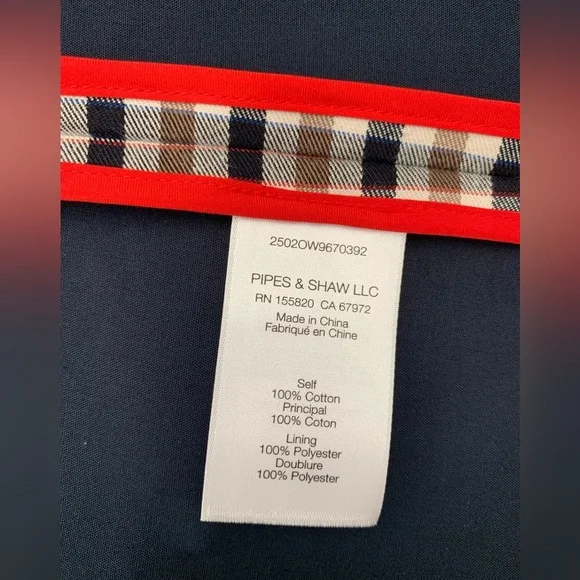 2502OW9670392
PIPES & SHAW LLC
RN 155820 CA 67972
Made in China
Fabriqué en Chine
Self
100% Cotton
Principal
100% Coton
Lining
100% Polyester
Doublure
100% Polyester